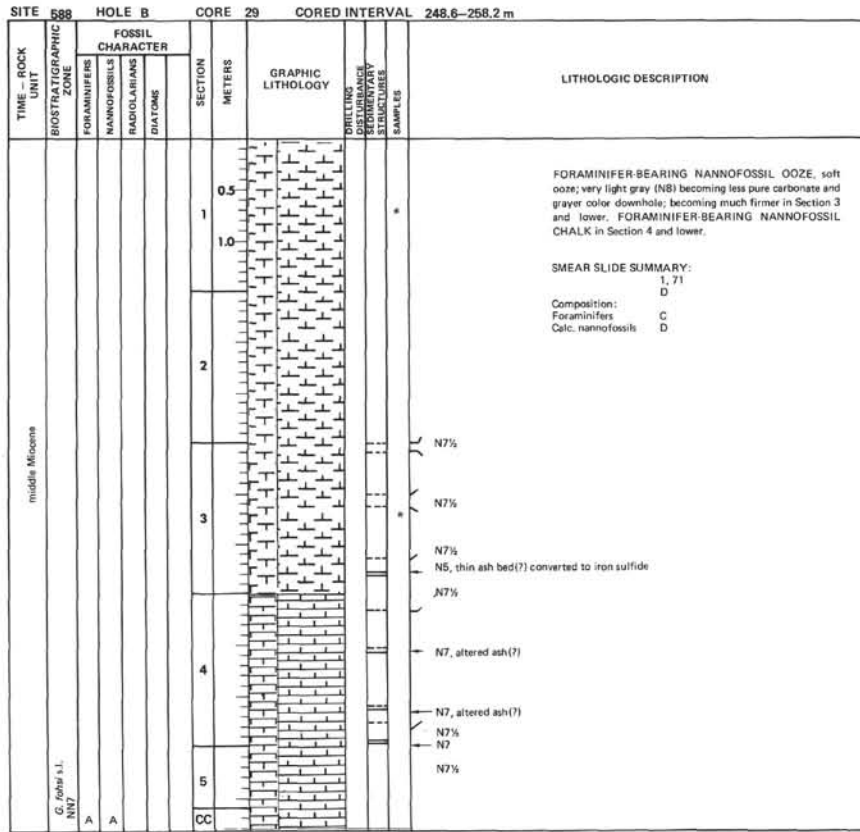 SITE 588 HOLE B CORE 29 CORED INTERVAL 248.6–258.2 m
TIME – ROCK UNIT
BIOSTRATIGRAPHIC ZONE
FOSSIL CHARACTER
FORAMINIFERS
NANNOFOSSILS
RADIOLARIANS
DIATOMS
SECTION
METERS
GRAPHIC LITHOLOGY
DRILLING DISTURBANCE
SEDIMENTARY STRUCTURES
SAMPLES
LITHOLOGIC DESCRIPTION
middle Miocene
G. fohsi s.l.
NN7
A A
1
0.5
1.0
2
3
4
5
CC
*
*
N7½
N7½
N7½
N5, thin ash bed(?) converted to iron sulfide
N7½
N7, altered ash(?)
N7, altered ash(?)
N7½
N7
N7½
FORAMINIFER-BEARING NANNOFOSSIL OOZE, soft
ooze; very light gray (N8) becoming less pure carbonate and
grayer color downhole; becoming much firmer in Section 3
and lower. FORAMINIFER-BEARING NANNOFOSSIL
CHALK in Section 4 and lower.
SMEAR SLIDE SUMMARY:
1, 71
D
Composition:
Foraminifers C
Calc. nannofossils D